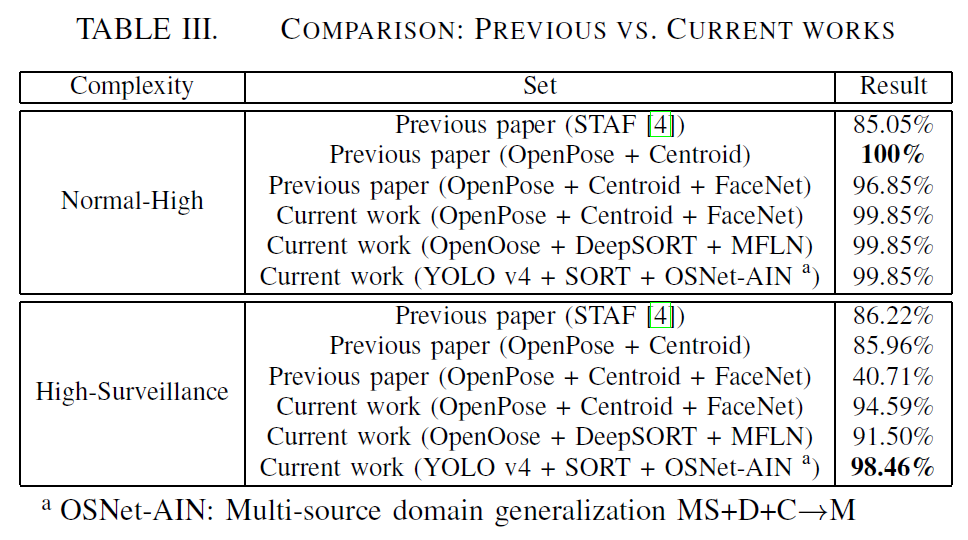 TABLE III. COMPARISON: PREVIOUS VS. CURRENT WORKS
Complexity Set Result
Normal-High
Previous paper (STAF [4]) 85.05%
Previous paper (OpenPose + Centroid) 100%
Previous paper (OpenPose + Centroid + FaceNet) 96.85%
Current work (OpenPose + Centroid + FaceNet) 99.85%
Current work (OpenOose + DeepSORT + MFLN) 99.85%
Current work (YOLO v4 + SORT + OSNet-AIN a) 99.85%
High-Surveillance
Previous paper (STAF [4]) 86.22%
Previous paper (OpenPose + Centroid) 85.96%
Previous paper (OpenPose + Centroid + FaceNet) 40.71%
Current work (OpenPose + Centroid + FaceNet) 94.59%
Current work (OpenOose + DeepSORT + MFLN) 91.50%
Current work (YOLO v4 + SORT + OSNet-AIN a) 98.46%
a OSNet-AIN: Multi-source domain generalization MS+D+C→M